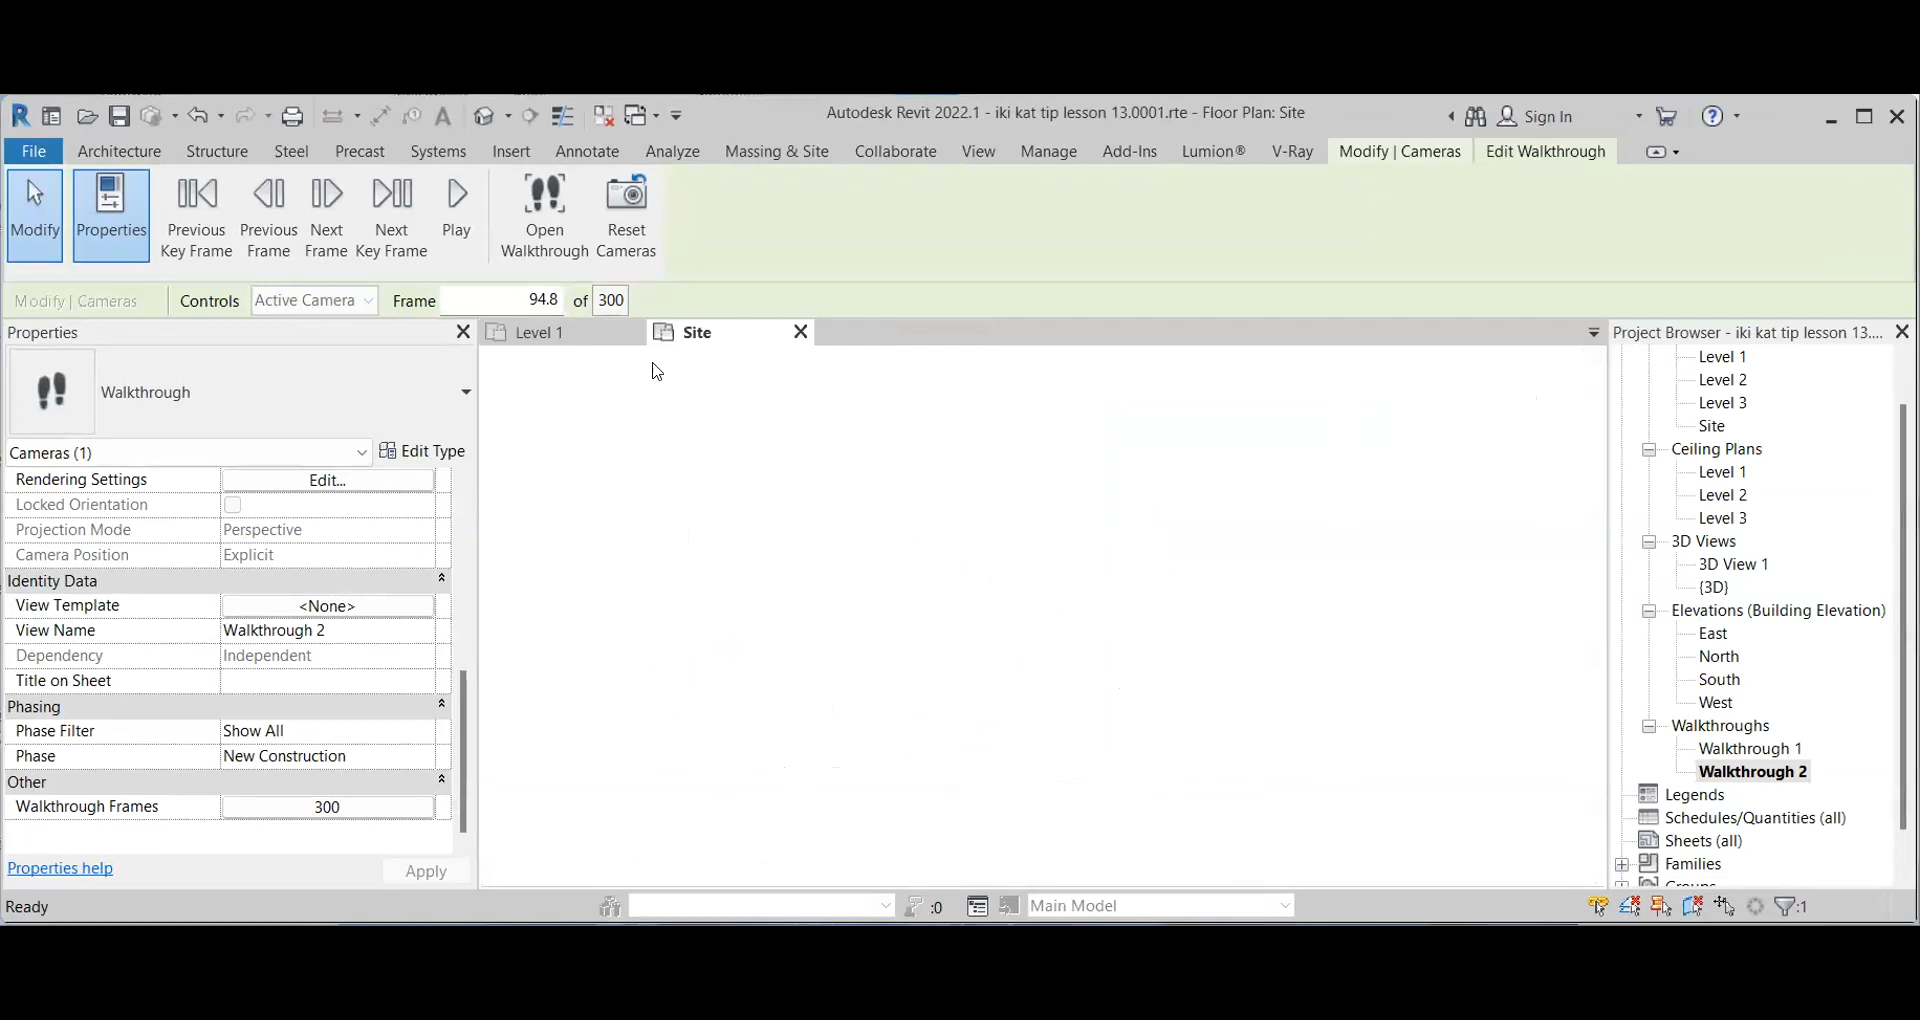 Autodesk Revit 2022.1 - iki kat tip lesson 13.0001.rte - Floor Plan: Site
Sign In
File Architecture Structure Steel Precast Systems Insert Annotate Analyze Massing & Site Collaborate View Manage Add-Ins Lumion® V-Ray Modify | Cameras Edit Walkthrough
Modify
Properties
Previous
Key Frame
Previous
Frame
Next
Frame
Next
Key Frame
Play
Open
Walkthrough
Reset
Cameras
Modify | Cameras Controls Active Camera Frame 94.8 of 300
Properties
Level 1
Site
Project Browser - iki kat tip lesson 13....
Walkthrough
Cameras (1) Edit Type
Rendering Settings Edit...
Locked Orientation
Projection Mode Perspective
Camera Position Explicit
Identity Data
View Template <None>
View Name Walkthrough 2
Dependency Independent
Title on Sheet
Phasing
Phase Filter Show All
Phase New Construction
Other
Walkthrough Frames 300
Properties help Apply
Level 1
Level 2
Level 3
Site
Ceiling Plans
Level 1
Level 2
Level 3
3D Views
3D View 1
{3D}
Elevations (Building Elevation)
East
North
South
West
Walkthroughs
Walkthrough 1
Walkthrough 2
Legends
Schedules/Quantities (all)
Sheets (all)
Families
Groups
Ready :0 Main Model :1